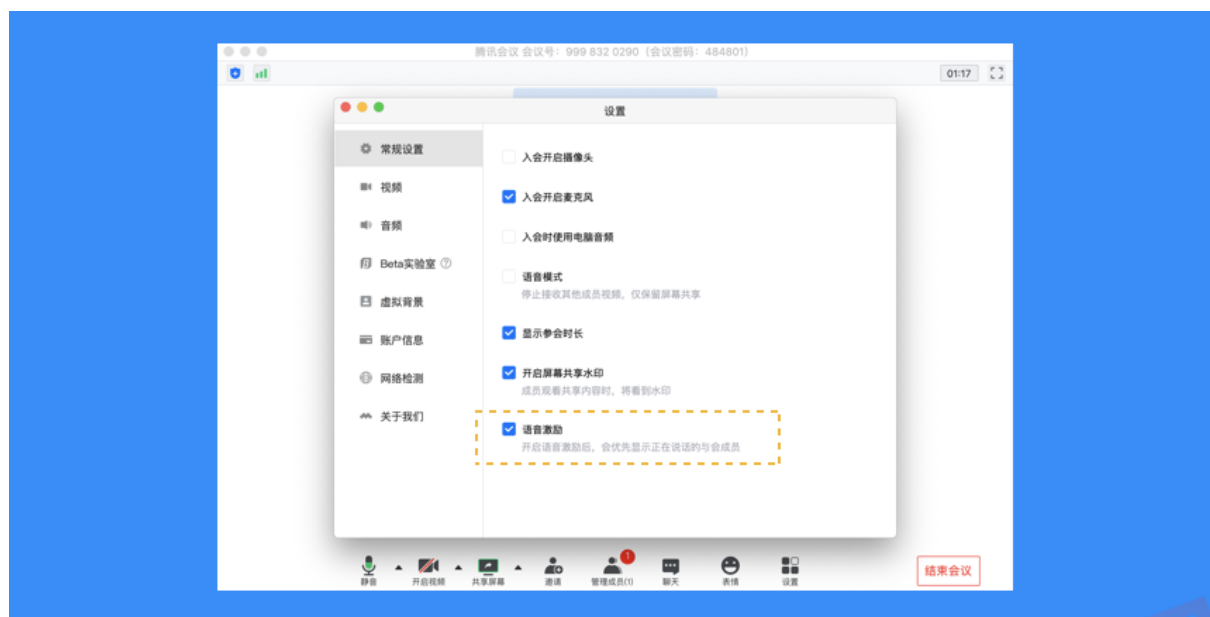 腾讯会议 会议号：999 832 0290（会议密码：484801）
01:17
设置
常规设置
视频
音频
Beta实验室 ?
虚拟背景
账户信息
网络检测
关于我们
入会开启摄像头
入会开启麦克风
入会时使用电脑音频
语音模式
停止接收其他成员视频，仅保留屏幕共享
显示参会时长
开启屏幕共享水印
成员观看共享内容时，将看到水印
语音激励
开启语音激励后，会优先显示正在说话的与会成员
1
静音
开启视频
共享屏幕
邀请
管理成员(1)
聊天
表情
设置
结束会议